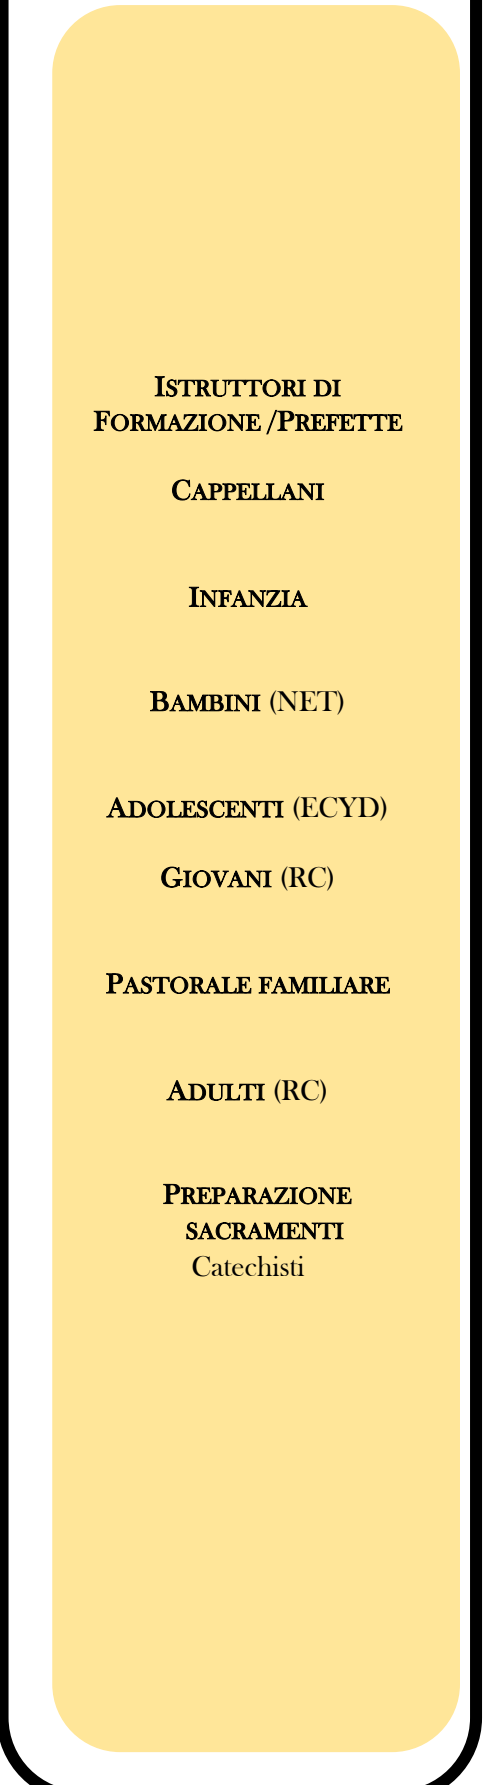 Istruttori di
Formazione /Prefette
Cappellani
Infanzia
Bambini (NET)
Adolescenti (ECYD)
Giovani (RC)
Pastorale familiare
Adulti (RC)
Preparazione
sacramenti
Catechisti